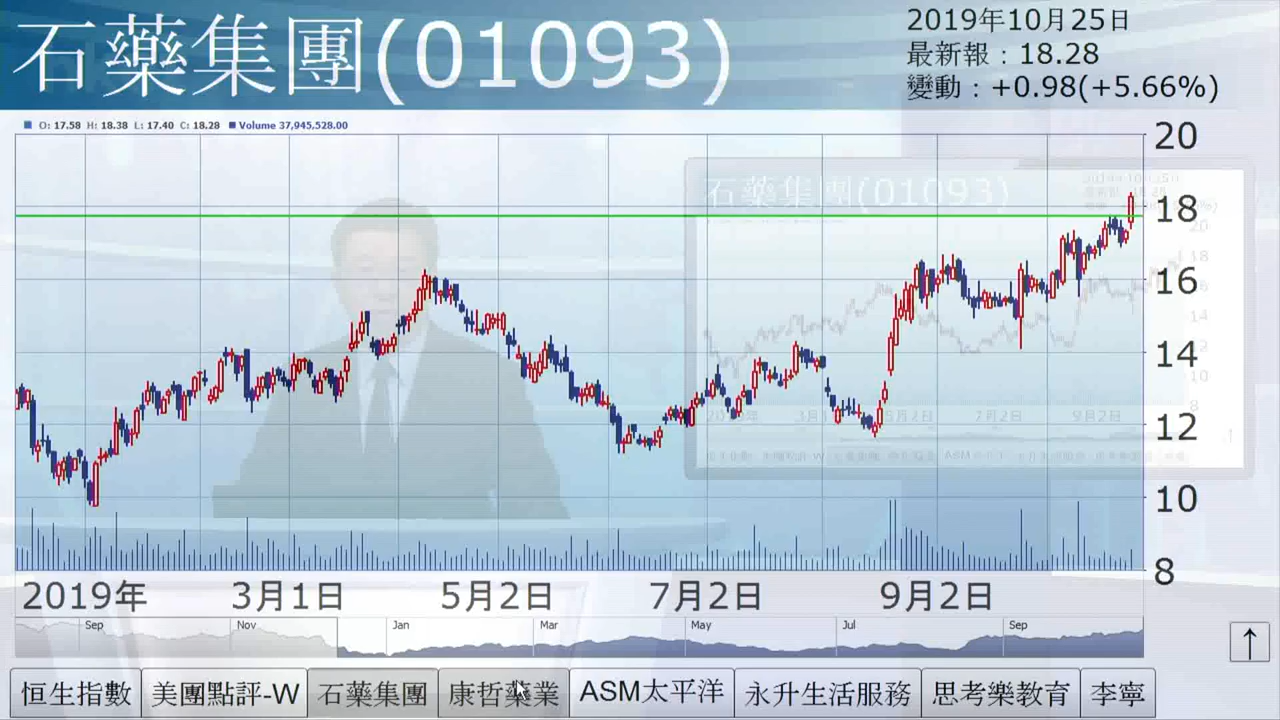 石藥集團(01093)
2019年10月25日
最新報：18.28
變動：+0.98(+5.66%)
O: 17.58 H: 18.38 L: 17.40 C: 18.28 Volume 37,945,528.00
20
18
16
14
12
10
8
石藥集團(01093)
2019年 3月1日 5月2日 7月2日 9月2日
Sep Nov Jan Mar May Jul Sep
↑
恒生指數 美團點評-W 石藥集團 康哲藥業 ASM太平洋 永升生活服務 思考樂教育 李寧